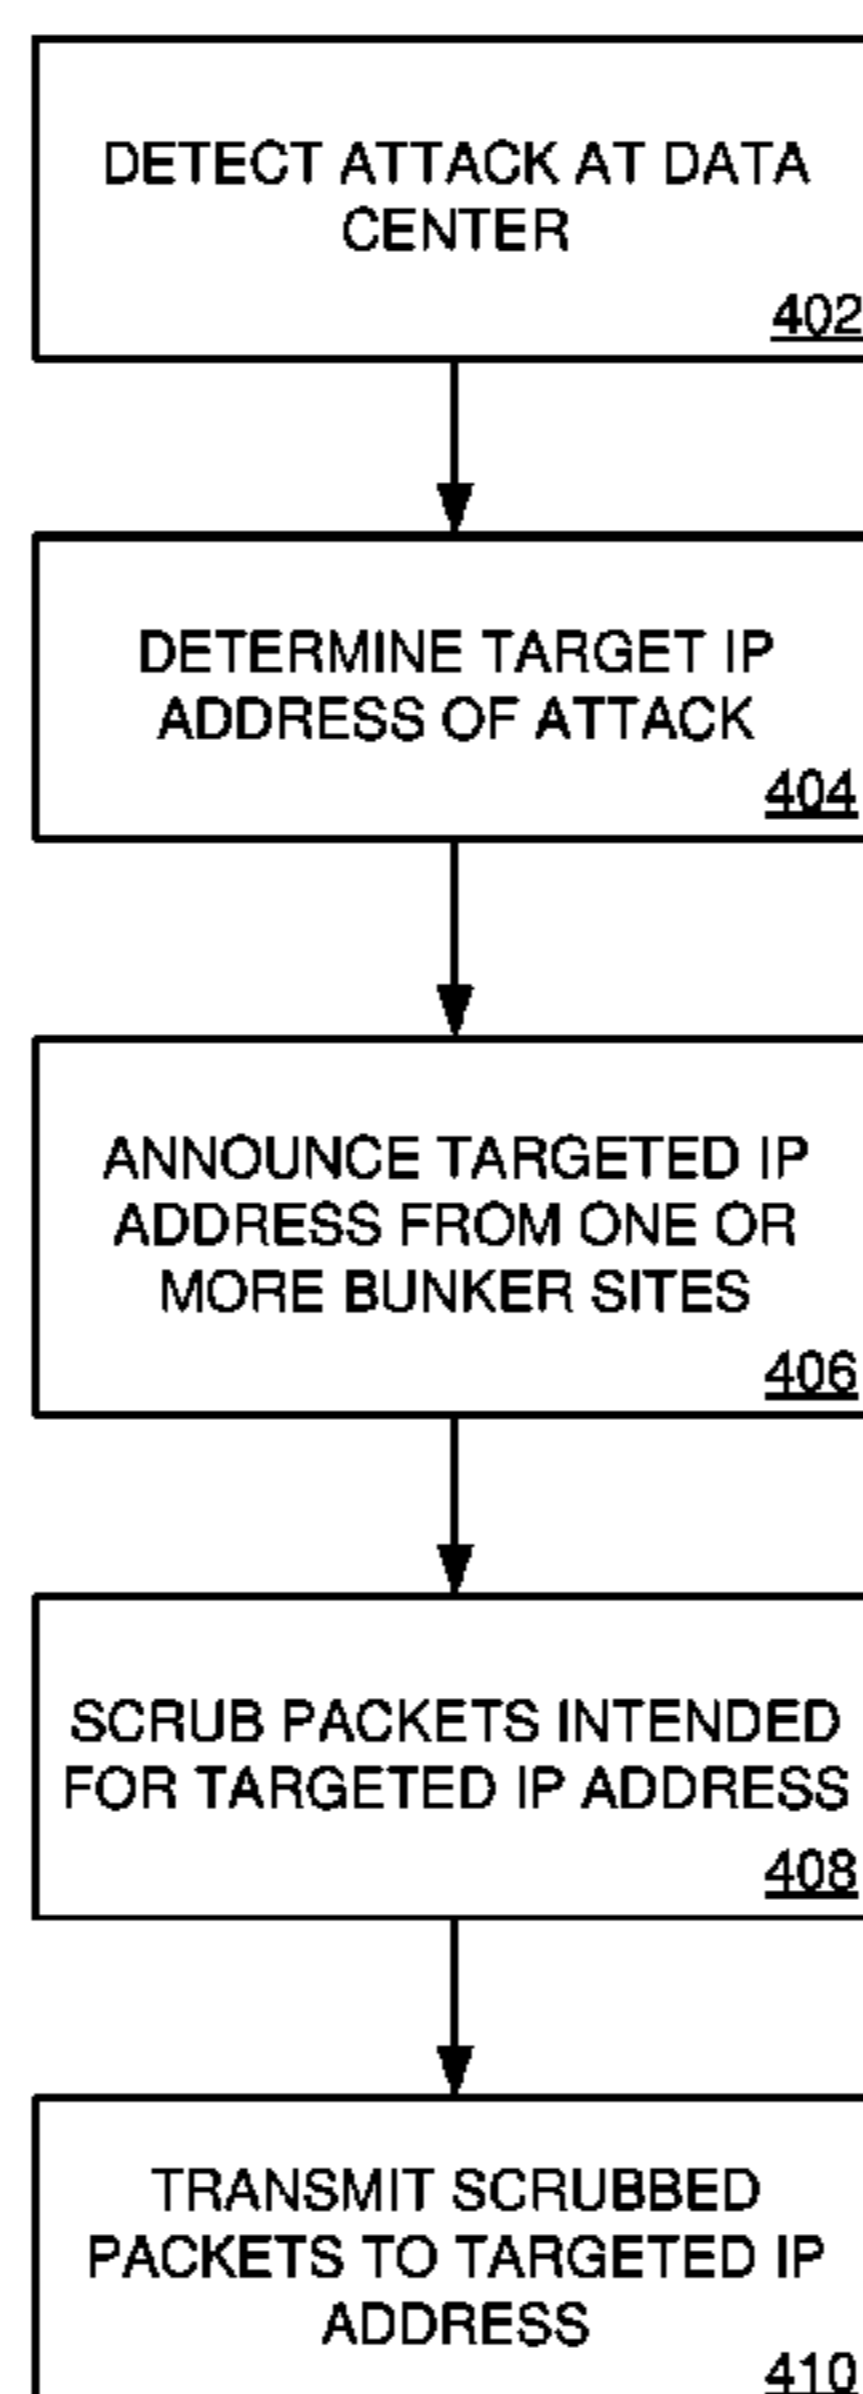 DETECT ATTACK AT DATA
CENTER
402
DETERMINE TARGET IP
ADDRESS OF ATTACK
404
ANNOUNCE TARGETED IP
ADDRESS FROM ONE OR
MORE BUNKER SITES
406
SCRUB PACKETS INTENDED
FOR TARGETED IP ADDRESS
408
TRANSMIT SCRUBBED
PACKETS TO TARGETED IP
ADDRESS
410